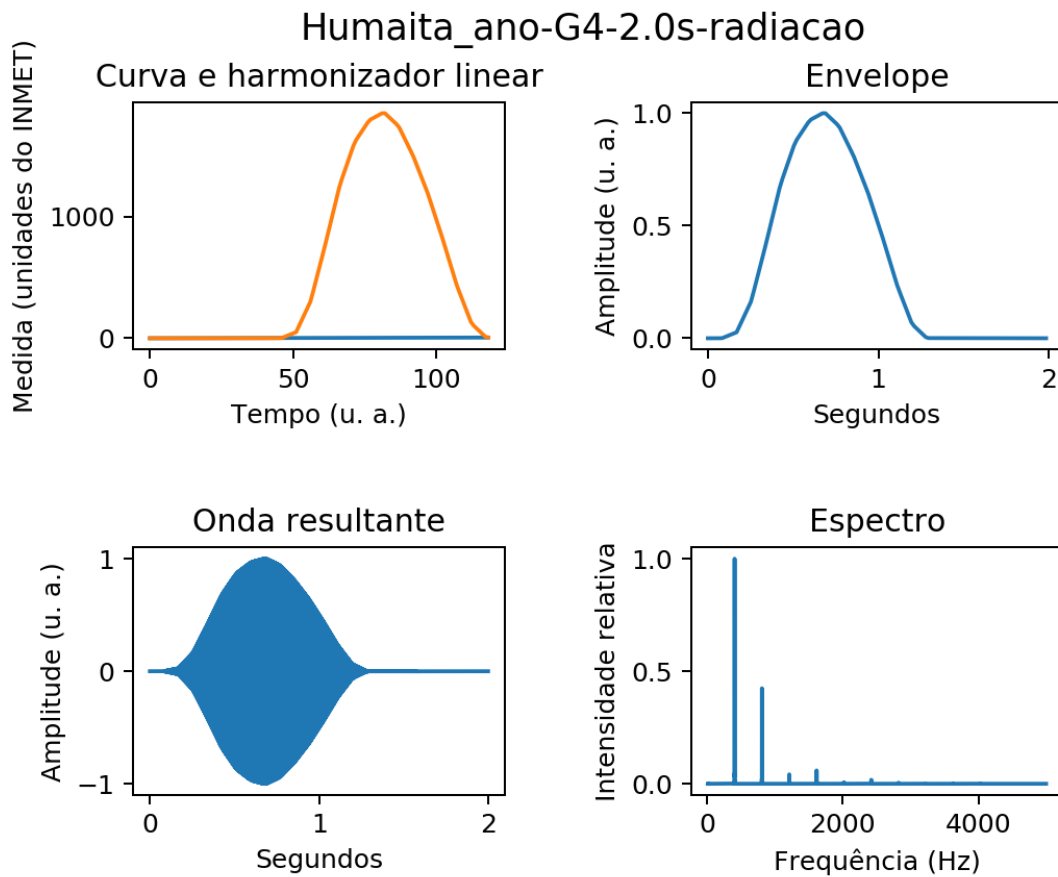 Humaita_ano-G4-2.0s-radiacao
Curva e harmonizador linear
Medida (unidades do INMET)
1000
0
0 50 100
Tempo (u. a.)
Envelope
Amplitude (u. a.)
1.0
0.5
0.0
0 1 2
Segundos
Onda resultante
Amplitude (u. a.)
1
0
−1
0 1 2
Segundos
Espectro
Intensidade relativa
1.0
0.5
0.0
0 2000 4000
Frequência (Hz)